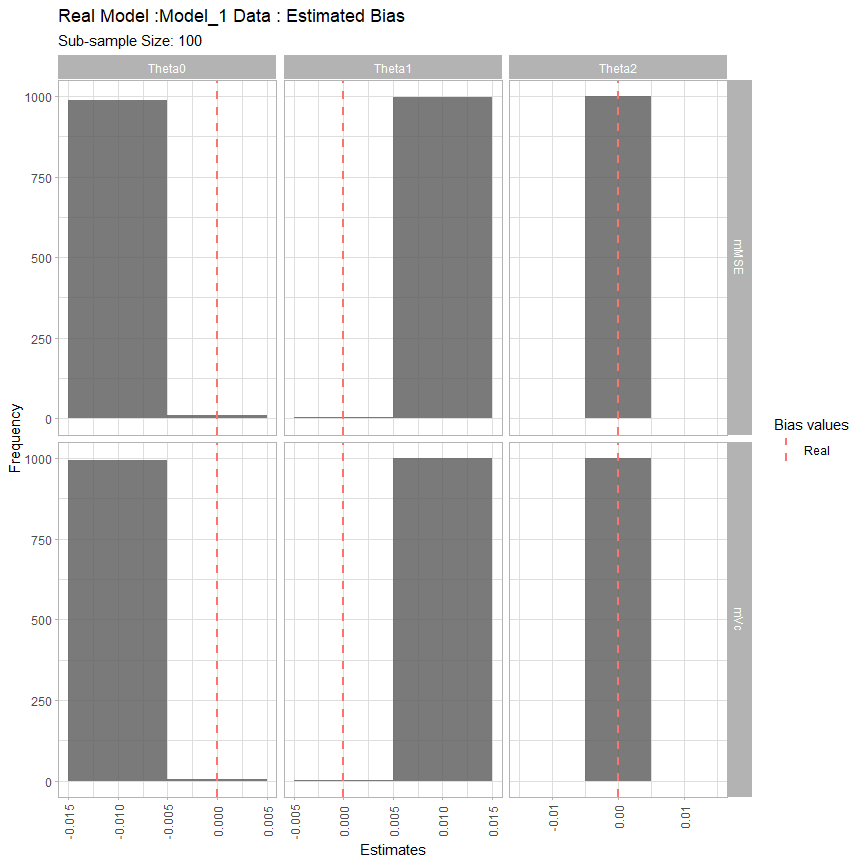 Real Model :Model_1 Data : Estimated Bias
Sub-sample Size: 100
Theta0 Theta1 Theta2
1000
750
500
250
0
mMSE
1000
750
500
250
0
mVc
Frequency
-0.015 -0.010 -0.005 0.000 0.005 -0.005 0.000 0.005 0.010 0.015 -0.01 0.00 0.01
Estimates
Bias values
Real